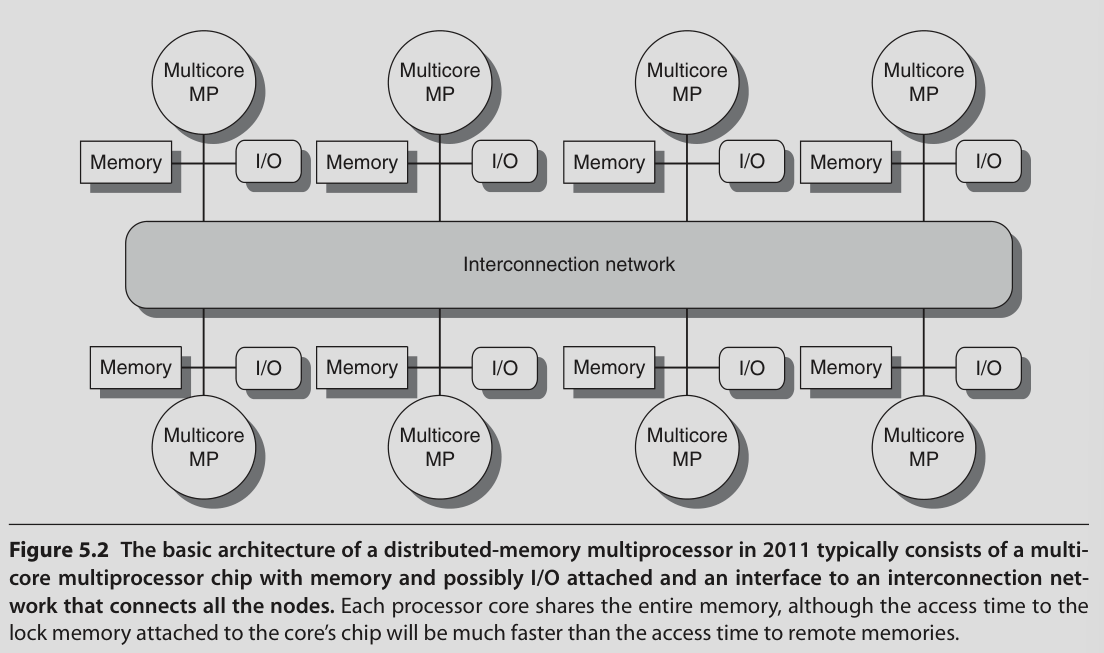 Multicore
MP
Multicore
MP
Multicore
MP
Multicore
MP
Memory
I/O
Memory
I/O
Memory
I/O
Memory
I/O
Interconnection network
Memory
I/O
Memory
I/O
Memory
I/O
Memory
I/O
Multicore
MP
Multicore
MP
Multicore
MP
Multicore
MP
Figure 5.2 The basic architecture of a distributed-memory multiprocessor in 2011 typically consists of a multi-
core multiprocessor chip with memory and possibly I/O attached and an interface to an interconnection net-
work that connects all the nodes. Each processor core shares the entire memory, although the access time to the
lock memory attached to the core’s chip will be much faster than the access time to remote memories.